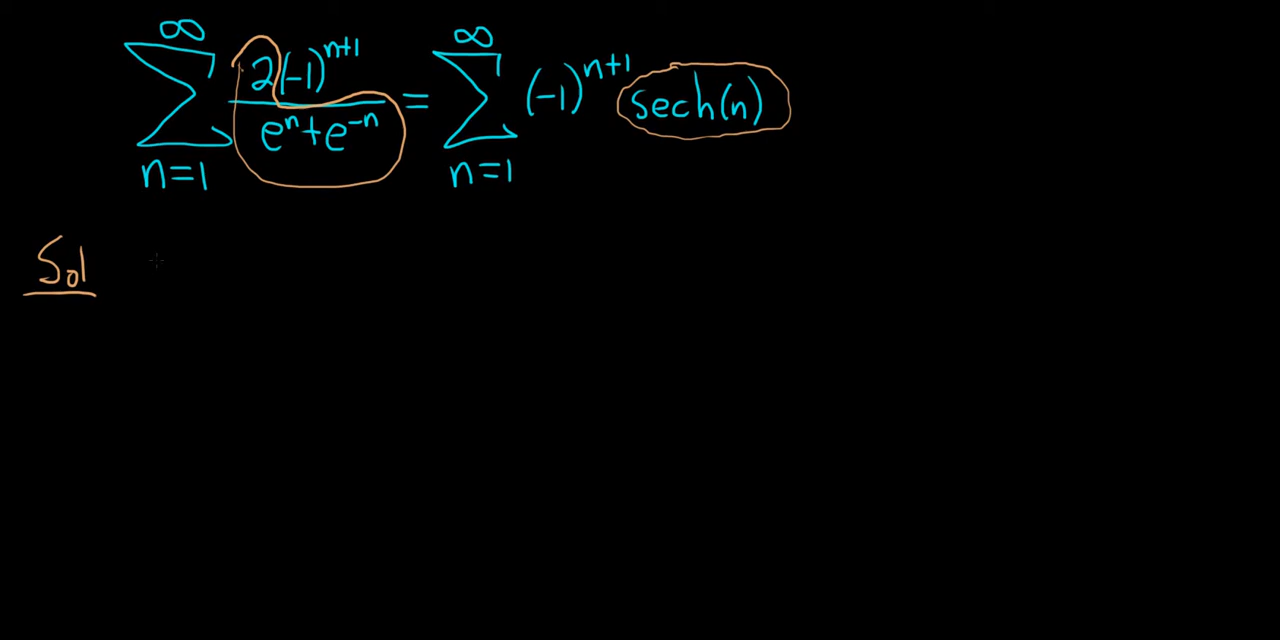 ∞ ∑ n=1 2(-1)^{n+1} / (e^n + e^{-n}) = ∞ ∑ n=1 (-1)^{n+1} sech(n)
Sol